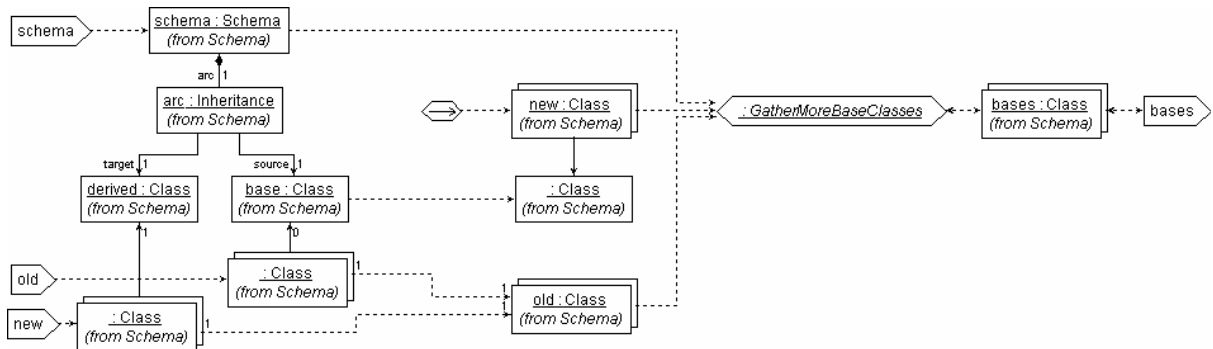 schema
schema : Schema
(from Schema)
arc
1
arc : Inheritance
(from Schema)
target
1
source
1
derived : Class
(from Schema)
base : Class
(from Schema)
new : Class
(from Schema)
: GatherMoreBaseClasses
bases : Class
(from Schema)
bases
: Class
(from Schema)
1
0
old
: Class
(from Schema)
1
new
: Class
(from Schema)
1
1
1
old : Class
(from Schema)